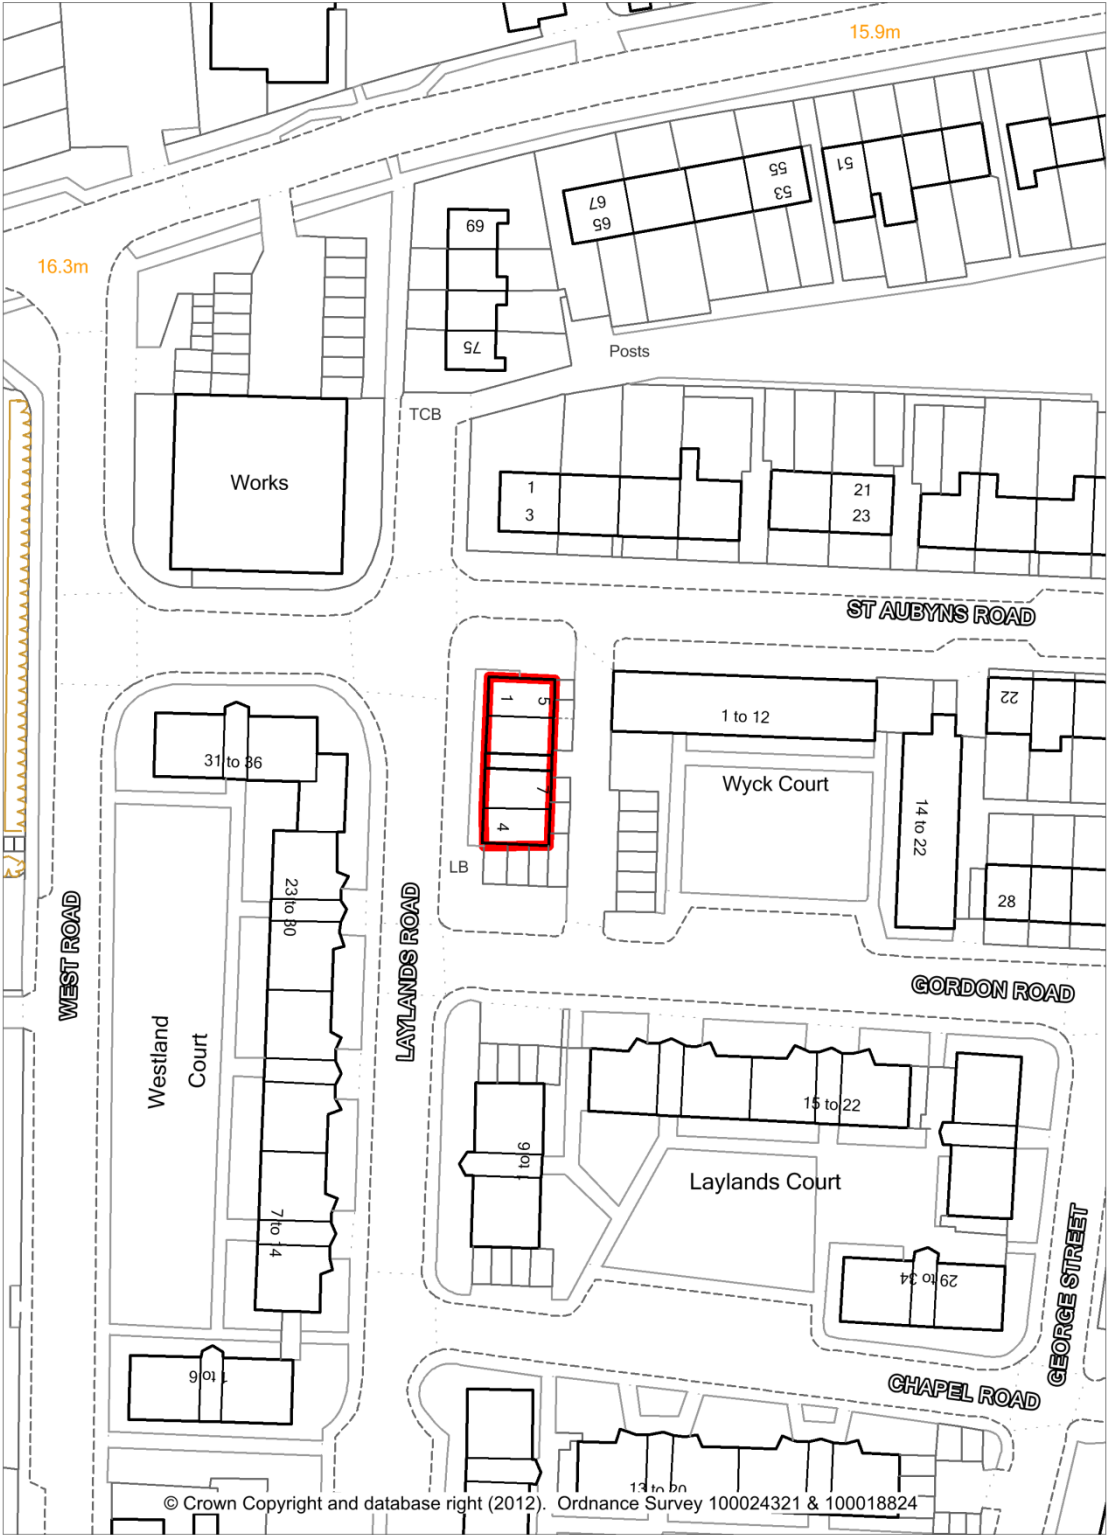 15.9m
16.3m
55
53
51
67
65
69
75
Posts
TCB
Works
1
3
21
23
ST AUBYNS ROAD
1
5
7
4
LB
1 to 12
Wyck Court
22
14 to 22
28
31 to 36
23 to 30
WEST ROAD
LAYLANDS ROAD
GORDON ROAD
Westland
Court
7 to 14
1 to 6
1 to 6
15 to 22
Laylands Court
29 to 34
GEORGE STREET
CHAPEL ROAD
13 to 20
© Crown Copyright and database right (2012). Ordnance Survey 100024321 & 100018824